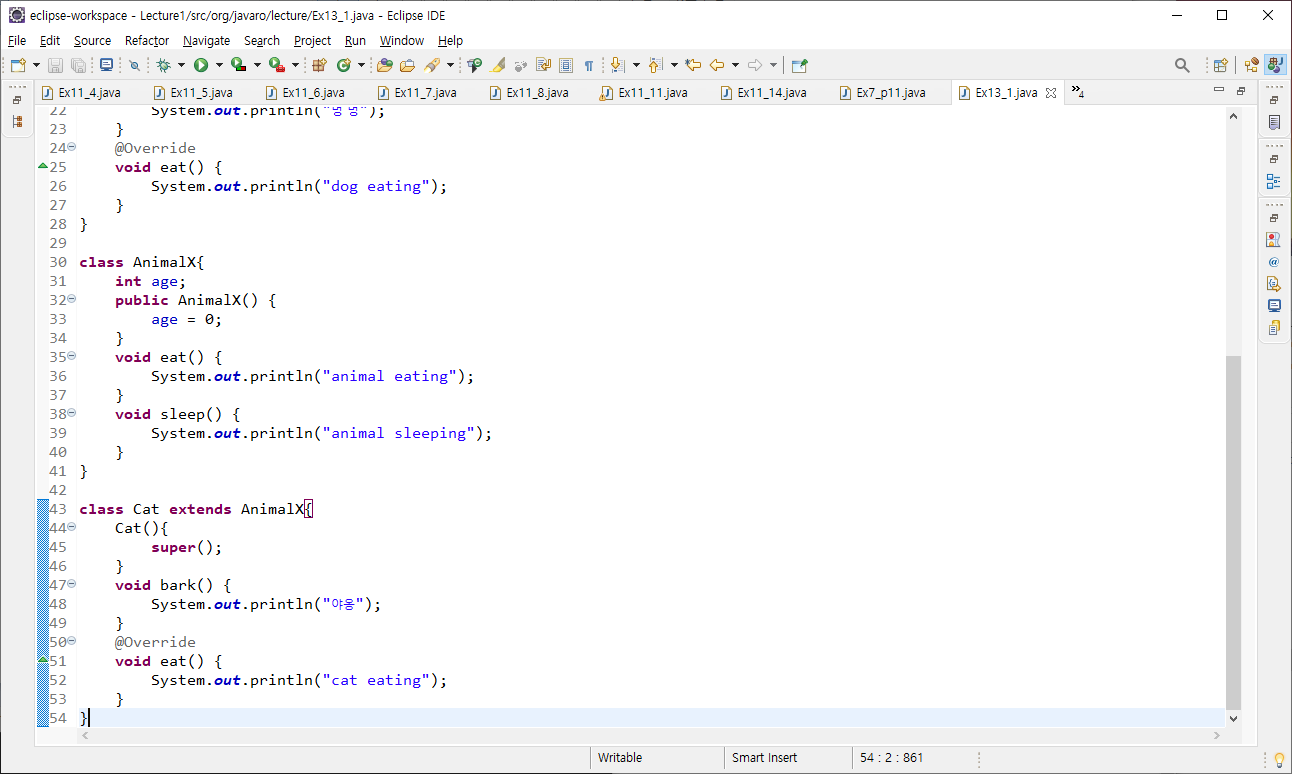 eclipse-workspace - Lecture1/src/org/javaro/lecture/Ex13_1.java - Eclipse IDE
File Edit Source Refactor Navigate Search Project Run Window Help
Ex11_4.java Ex11_5.java Ex11_6.java Ex11_7.java Ex11_8.java Ex11_11.java Ex11_14.java Ex7_p11.java Ex13_1.java »4
22 System.out.println("멍멍");
23 }
24 @Override
25 void eat() {
26 System.out.println("dog eating");
27 }
28 }
29
30 class AnimalX{
31 int age;
32 public AnimalX() {
33 age = 0;
34 }
35 void eat() {
36 System.out.println("animal eating");
37 }
38 void sleep() {
39 System.out.println("animal sleeping");
40 }
41 }
42
43 class Cat extends AnimalX{
44 Cat(){
45 super();
46 }
47 void bark() {
48 System.out.println("야옹");
49 }
50 @Override
51 void eat() {
52 System.out.println("cat eating");
53 }
54 }
Writable Smart Insert 54 : 2 : 861